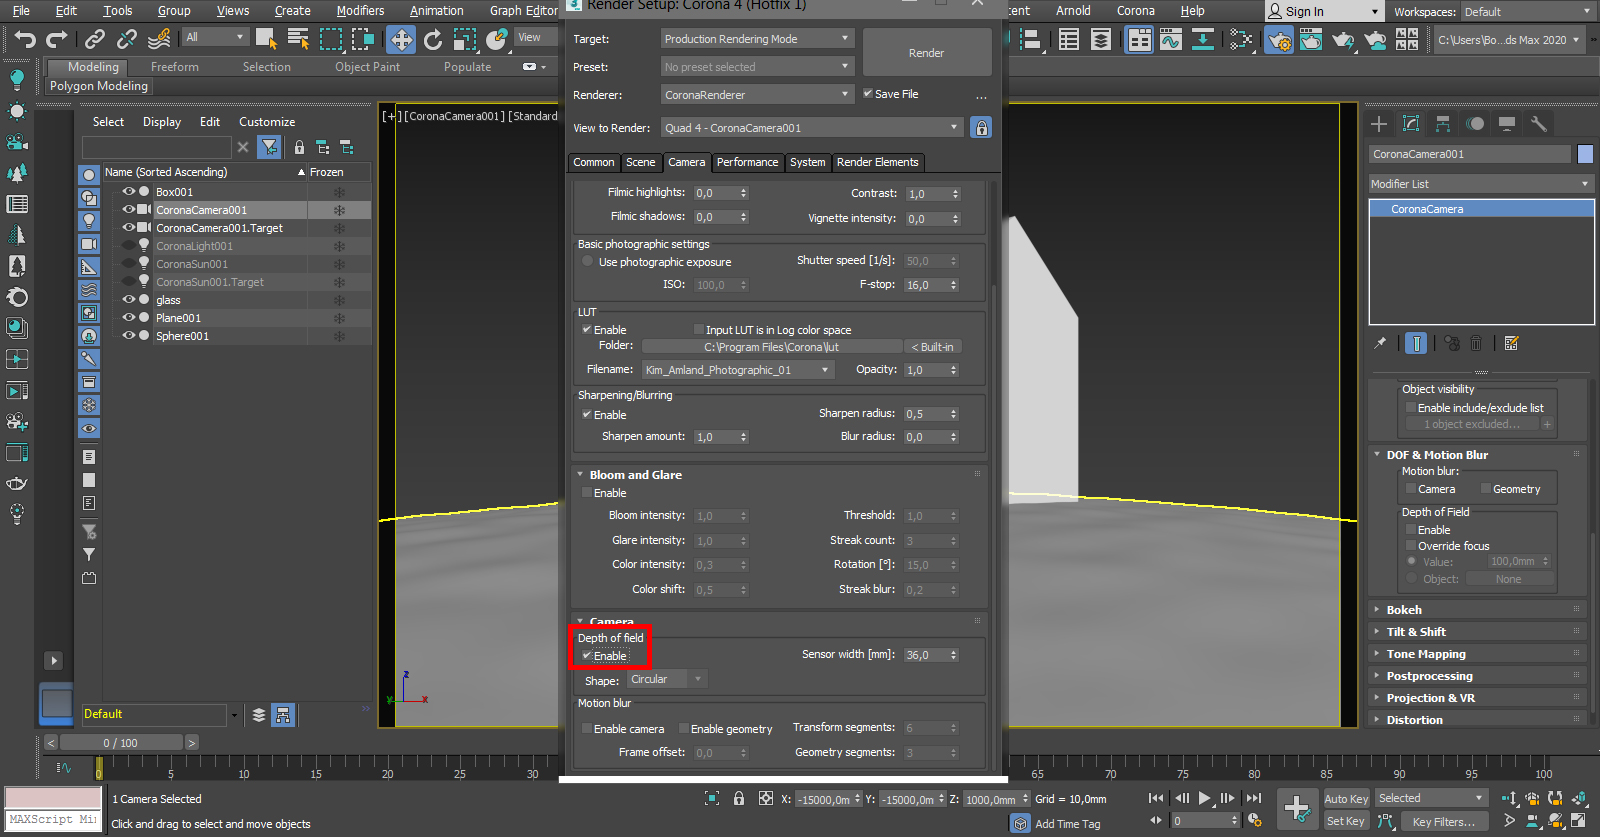 File
Edit
Tools
Group
Views
Create
Modifiers
Animation
Graph Editor
Render Setup: Corona 4 (Hotfix 1)
Arnold
Corona
Help
Sign In
Workspaces: Default
All
View
C:\Users\Bo...ds Max 2020
Modeling
Freeform
Selection
Object Paint
Populate
Polygon Modeling
Select
Display
Edit
Customize
Name (Sorted Ascending)
Frozen
Box001
CoronaCamera001
CoronaCamera001.Target
CoronaLight001
CoronaSun001
CoronaSun001.Target
glass
Plane001
Sphere001
Default
[+][CoronaCamera001][Standard
Target: Production Rendering Mode
Render
Preset: No preset selected
Renderer: CoronaRenderer
Save File
...
View to Render: Quad 4 - CoronaCamera001
Common
Scene
Camera
Performance
System
Render Elements
Filmic highlights: 0,0
Contrast: 1,0
Filmic shadows: 0,0
Vignette intensity: 0,0
Basic photographic settings
Use photographic exposure
Shutter speed [1/s]: 50,0
ISO: 100,0
F-stop: 16,0
LUT
Enable
Input LUT is in Log color space
Folder: C:\Program Files\Corona\lut
< Built-in
Filename: Kim_Amland_Photographic_01
Opacity: 1,0
Sharpening/Blurring
Enable
Sharpen radius: 0,5
Sharpen amount: 1,0
Blur radius: 0,0
Bloom and Glare
Enable
Bloom intensity: 1,0
Threshold: 1,0
Glare intensity: 1,0
Streak count: 3
Color intensity: 0,3
Rotation [°]: 15,0
Color shift: 0,5
Streak blur: 0,2
Camera
Depth of field
Enable
Sensor width [mm]: 36,0
Shape: Circular
Motion blur
Enable camera
Enable geometry
Transform segments: 6
Frame offset: 0,0
Geometry segments: 3
z
y
x
CoronaCamera001
Modifier List
CoronaCamera
Object visibility
Enable include/exclude list
1 object excluded...
+
DOF & Motion Blur
Motion blur:
Camera
Geometry
Depth of Field
Enable
Override focus
Value: 100,0mm
Object: None
Bokeh
Tilt & Shift
Tone Mapping
Postprocessing
Projection & VR
Distortion
< 0 / 100 >
0 5 10 15 20 25 30 65 70 75 80 85 90 95 100
MAXScript Mi
1 Camera Selected
Click and drag to select and move objects
X: -15000,0m
Y: -15000,0m
Z: 1000,0mm
Grid = 10,0mm
Add Time Tag
0
Auto Key
Selected
Set Key
Key Filters...